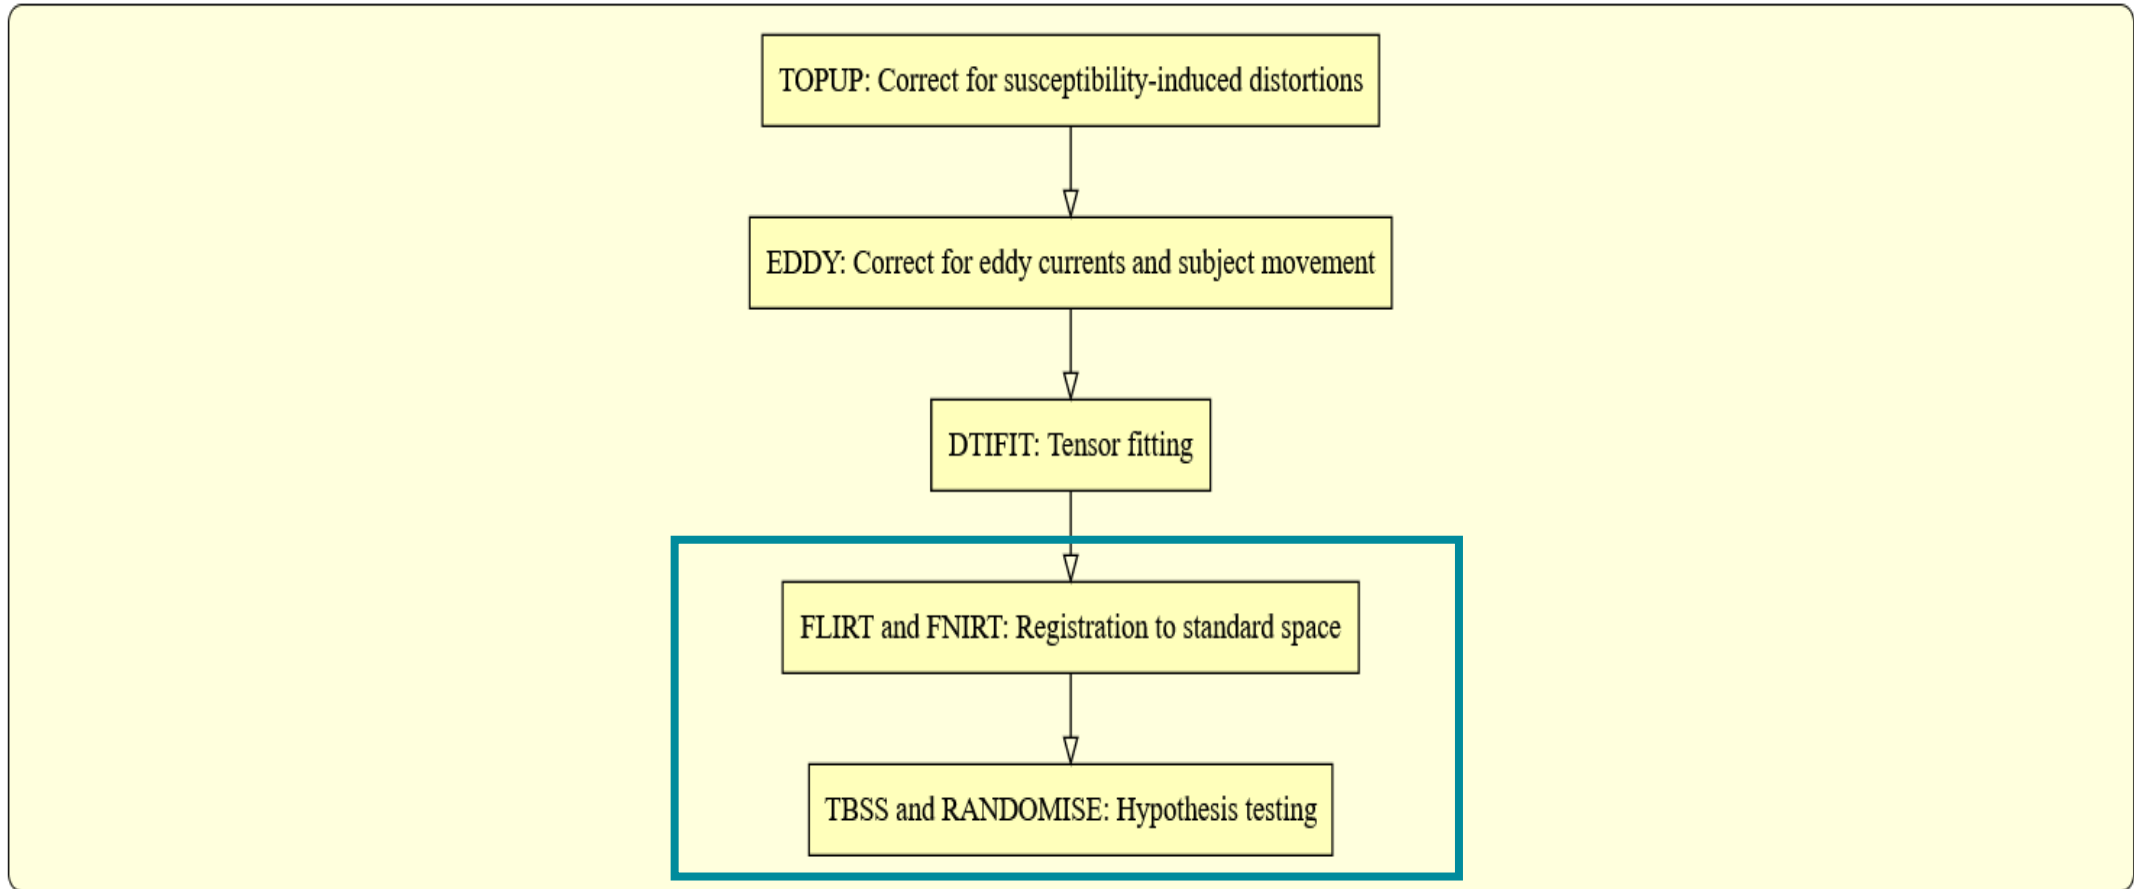 TOPUP: Correct for susceptibility-induced distortions
EDDY: Correct for eddy currents and subject movement
DTIFIT: Tensor fitting
FLIRT and FNIRT: Registration to standard space
TBSS and RANDOMISE: Hypothesis testing